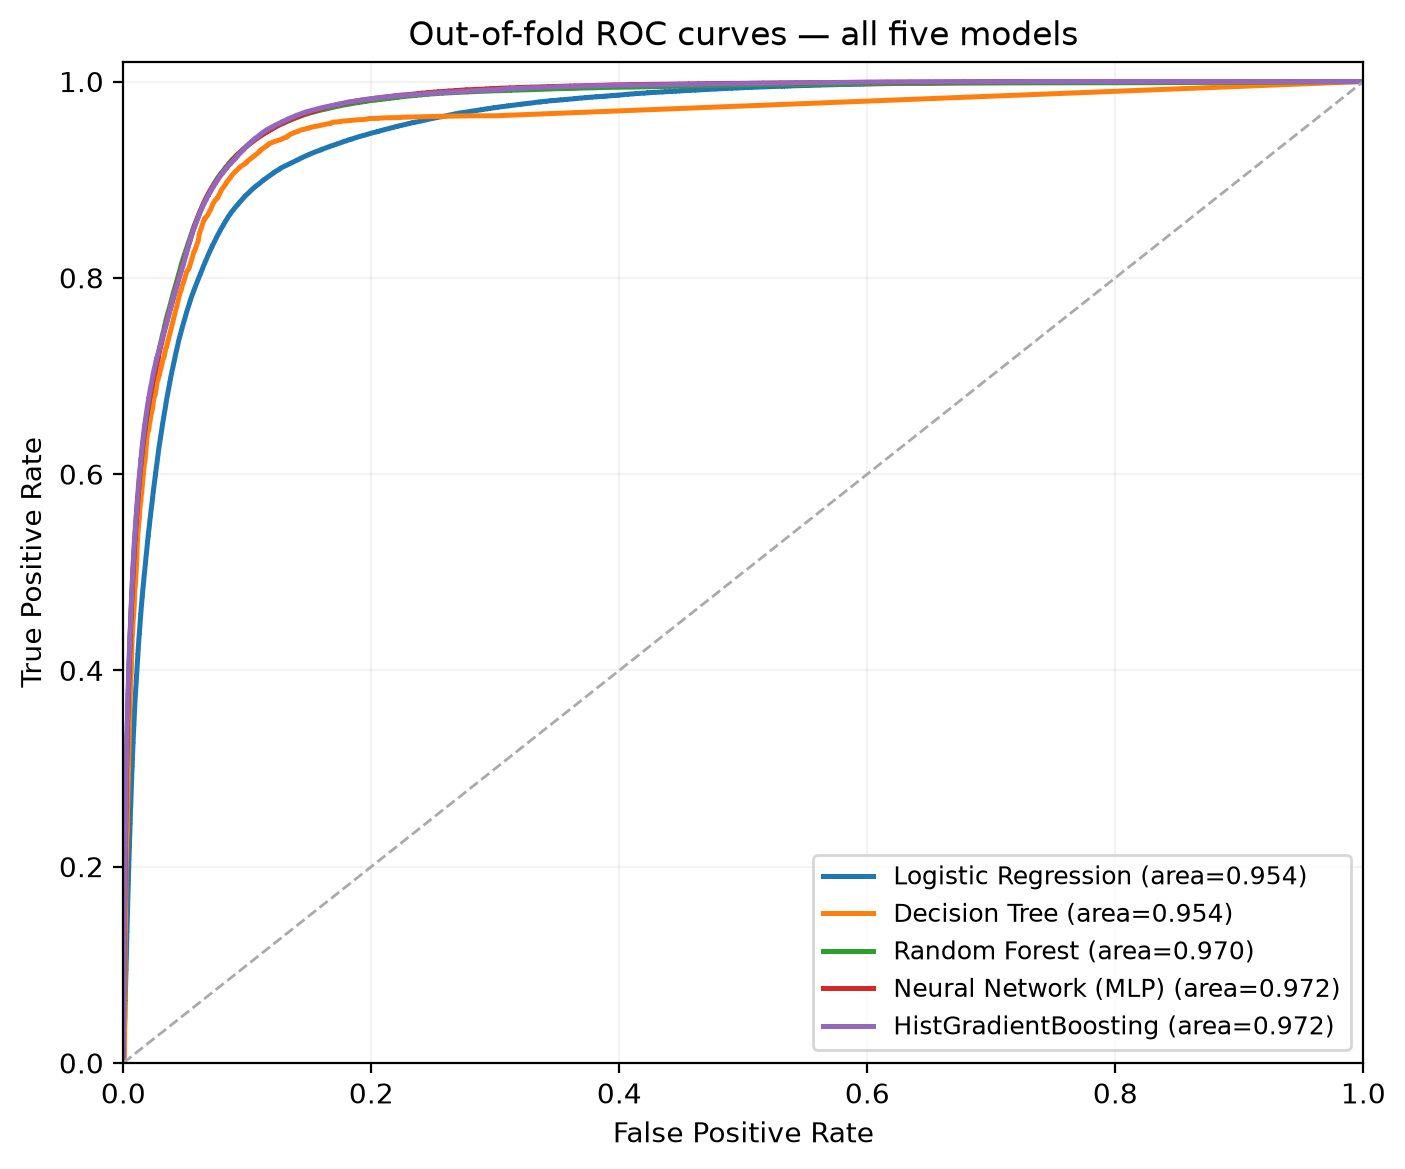 Out-of-fold ROC curves — all five models
True Positive Rate
1.0
0.8
0.6
0.4
0.2
0.0
Logistic Regression (area=0.954)
Decision Tree (area=0.954)
Random Forest (area=0.970)
Neural Network (MLP) (area=0.972)
HistGradientBoosting (area=0.972)
0.0 0.2 0.4 0.6 0.8 1.0
False Positive Rate